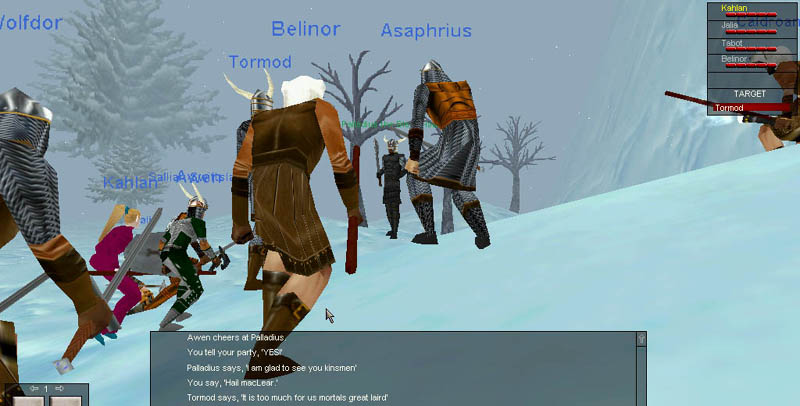 Wolfdor
Belinor
Asaphrius
Tormod
Kahlan
Awen
Kahlan
Jalia
Tabot
Belinor
TARGET
Tormod
Awen cheers at Palladius.
You tell your party, 'YES!'
Palladius says, 'I am glad to see you kinsmen'
You say, 'Hail macLear.'
Tormod says, 'It is too much for us mortals great laird'
1